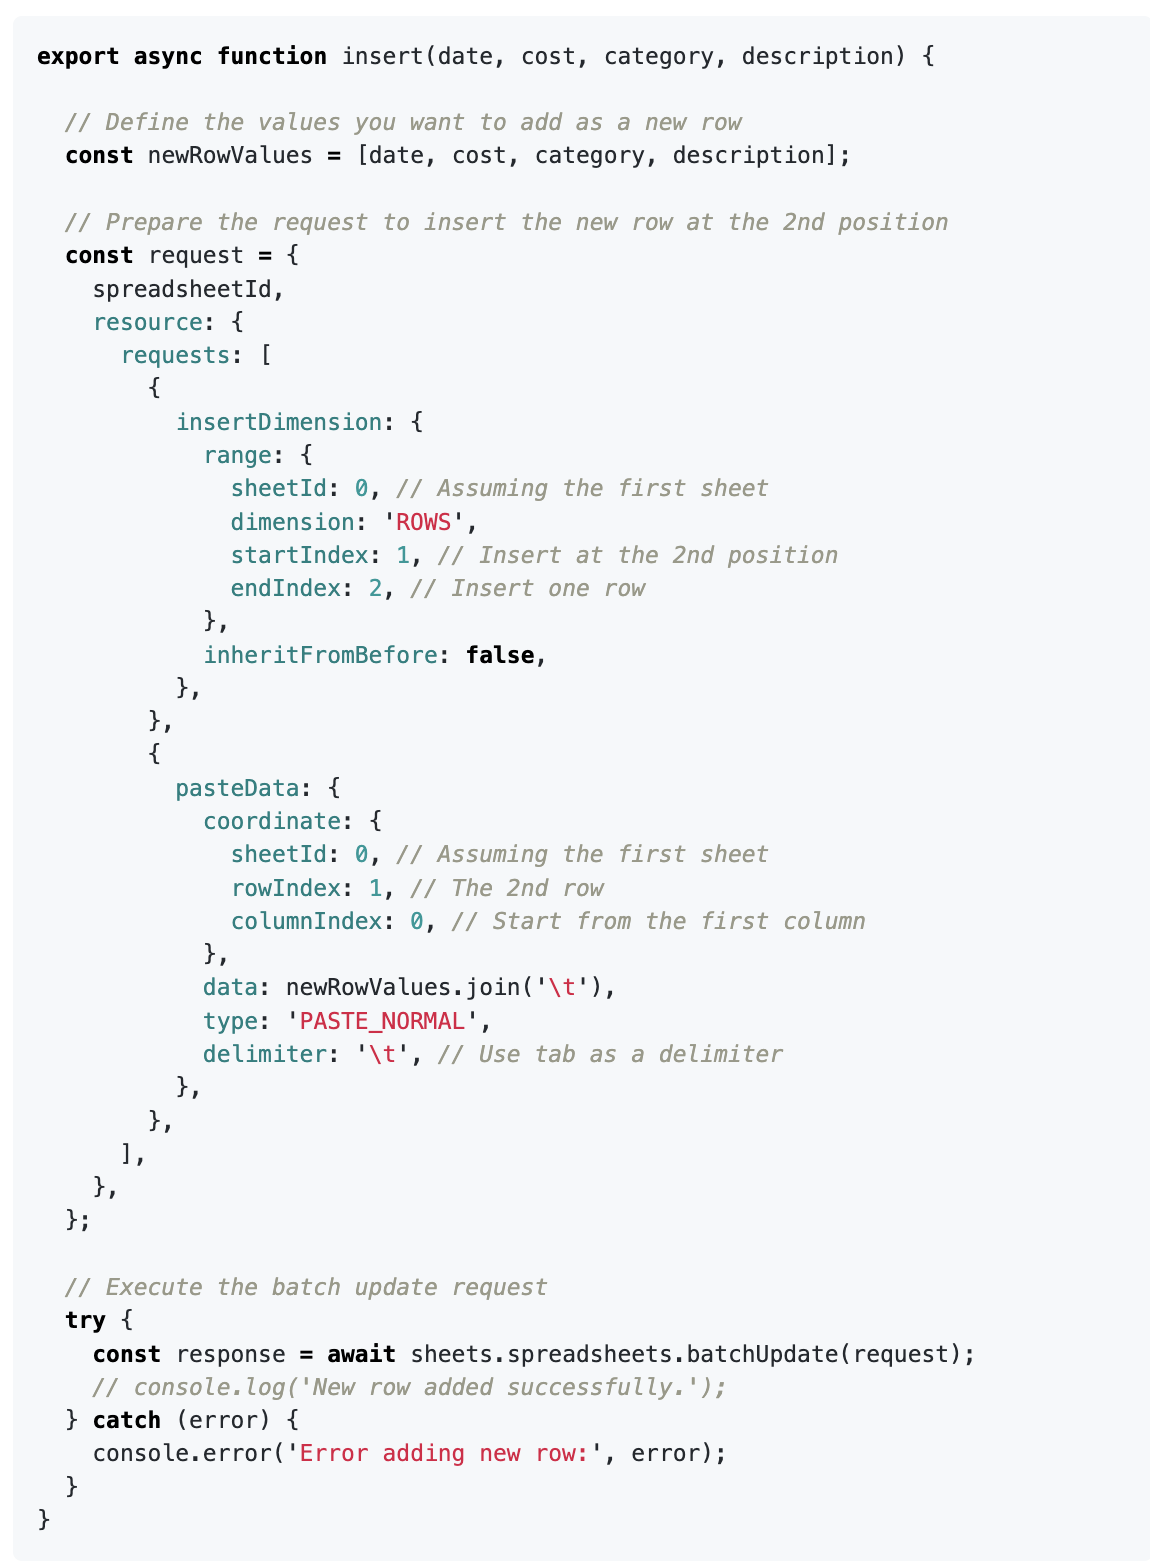 export async function insert(date, cost, category, description) {
  // Define the values you want to add as a new row
  const newRowValues = [date, cost, category, description];
  // Prepare the request to insert the new row at the 2nd position
  const request = {
    spreadsheetId,
    resource: {
      requests: [
        {
          insertDimension: {
            range: {
              sheetId: 0, // Assuming the first sheet
              dimension: 'ROWS',
              startIndex: 1, // Insert at the 2nd position
              endIndex: 2, // Insert one row
            },
            inheritFromBefore: false,
          },
        },
        {
          pasteData: {
            coordinate: {
              sheetId: 0, // Assuming the first sheet
              rowIndex: 1, // The 2nd row
              columnIndex: 0, // Start from the first column
            },
            data: newRowValues.join('\t'),
            type: 'PASTE_NORMAL',
            delimiter: '\t', // Use tab as a delimiter
          },
        },
      ],
    },
  };
  // Execute the batch update request
  try {
    const response = await sheets.spreadsheets.batchUpdate(request);
    // console.log('New row added successfully.');
  } catch (error) {
    console.error('Error adding new row:', error);
  }
}